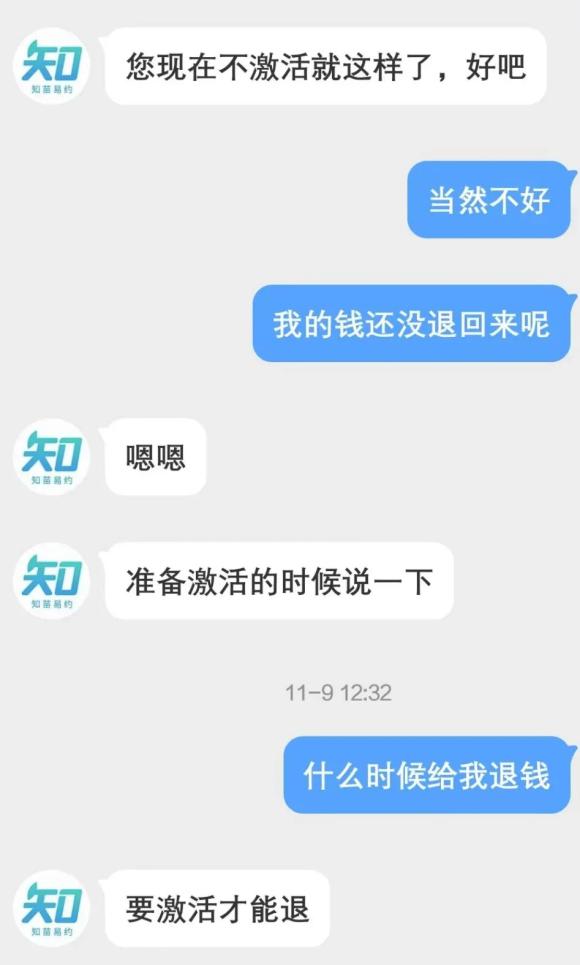 知
知苗易约
您现在不激活就这样了，好吧
当然不好
我的钱还没退回来呢
知
知苗易约
嗯嗯
知
知苗易约
准备激活的时候说一下
11-9 12:32
什么时候给我退钱
知
知苗易约
要激活才能退